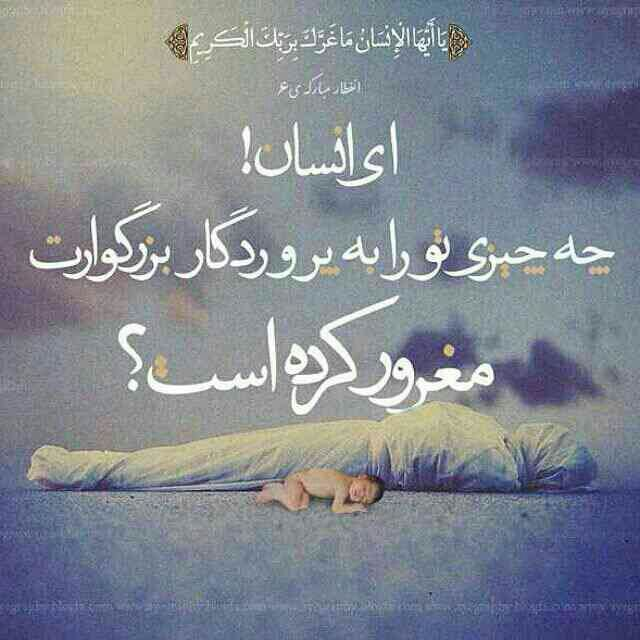 يَا أَيُّهَا الْإِنْسَانُ مَا غَرَّكَ بِرَبِّكَ الْكَرِيمِ
انفطار مبارکه ی ۶
ای انسان!
چه چیزی تو را به پروردگار بزرگوارت
مغرور کرده است؟